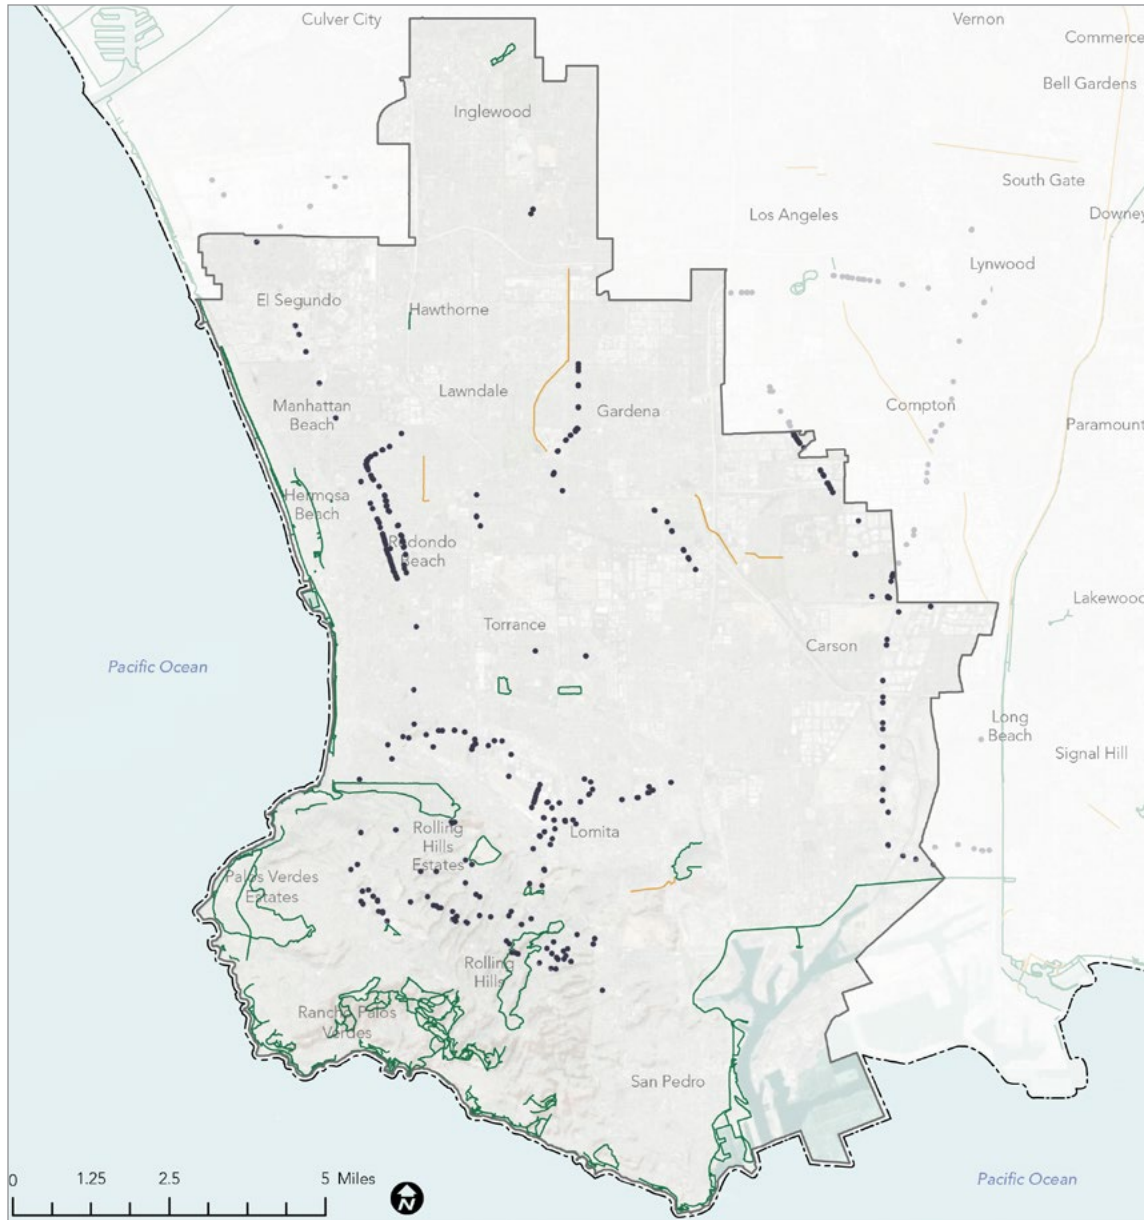 Culver City
Vernon
Commerce
Bell Gardens
Inglewood
South Gate
Los Angeles
Downey
Lynwood
El Segundo
Hawthorne
Lawndale
Manhattan
Beach
Gardena
Compton
Paramount
Hermosa
Beach
Redondo
Beach
Lakewood
Torrance
Carson
Pacific Ocean
Long
Beach
Signal Hill
Rolling
Hills
Estates
Lomita
Palos Verdes
Estates
Rolling
Hills
Rancho Palos
Verdes
San Pedro
0 1.25 2.5 5 Miles
N
Pacific Ocean